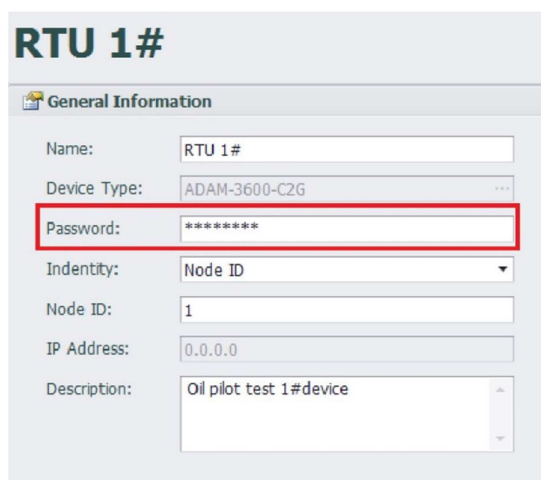 RTU 1#
General Information
Name: RTU 1#
Device Type: ADAM-3600-C2G ...
Password: ********
Indentity: Node ID
Node ID: 1
IP Address: 0.0.0.0
Description: Oil pilot test 1#device